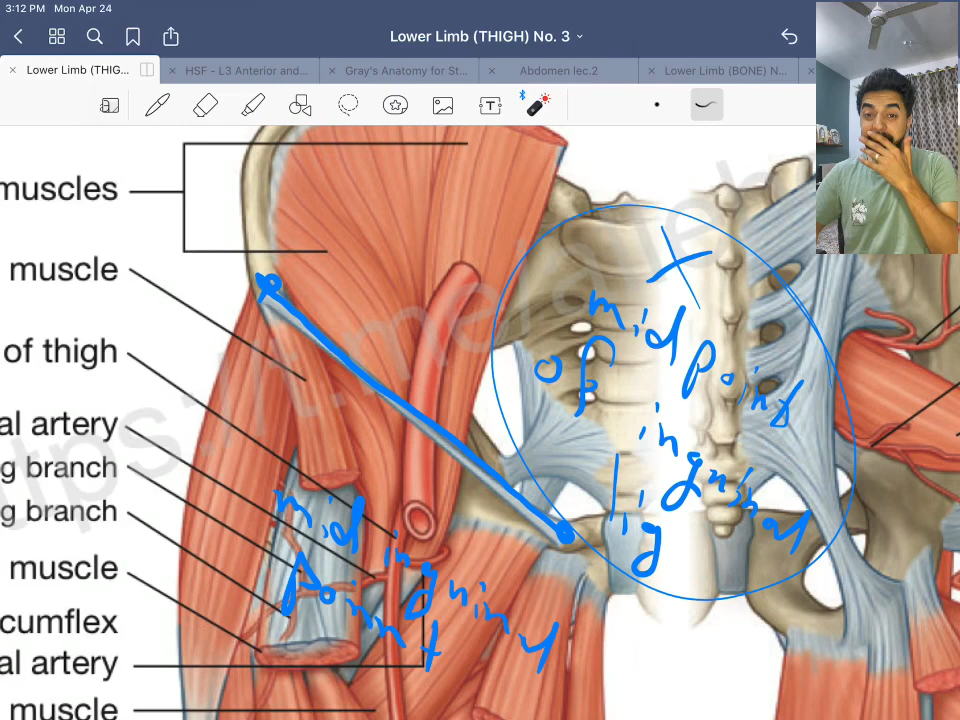 3:12 PM Mon Apr 24
Lower Limb (THIGH) No. 3
Lower Limb (THIG...
HSF - L3 Anterior and...
Gray's Anatomy for St...
Abdomen lec.2
Lower Limb (BONE) N...
muscles
muscle
of thigh
al artery
g branch
g branch
muscle
cumflex
al artery
muscle
X
mid point
of
inguinal
lig
mid inguinal
point